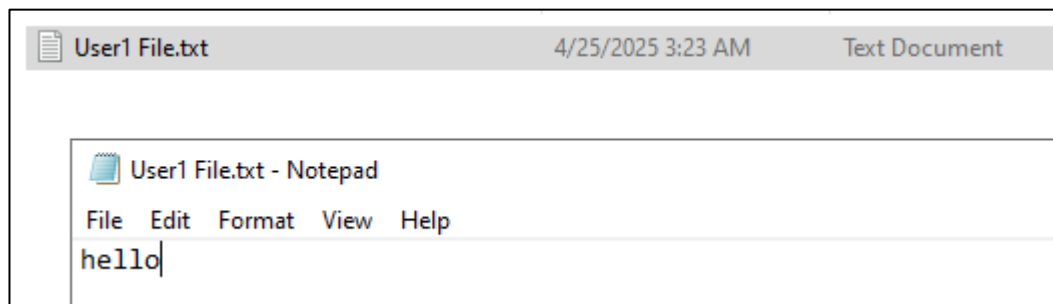 User1 File.txt 4/25/2025 3:23 AM Text Document
User1 File.txt - Notepad
File Edit Format View Help
hello